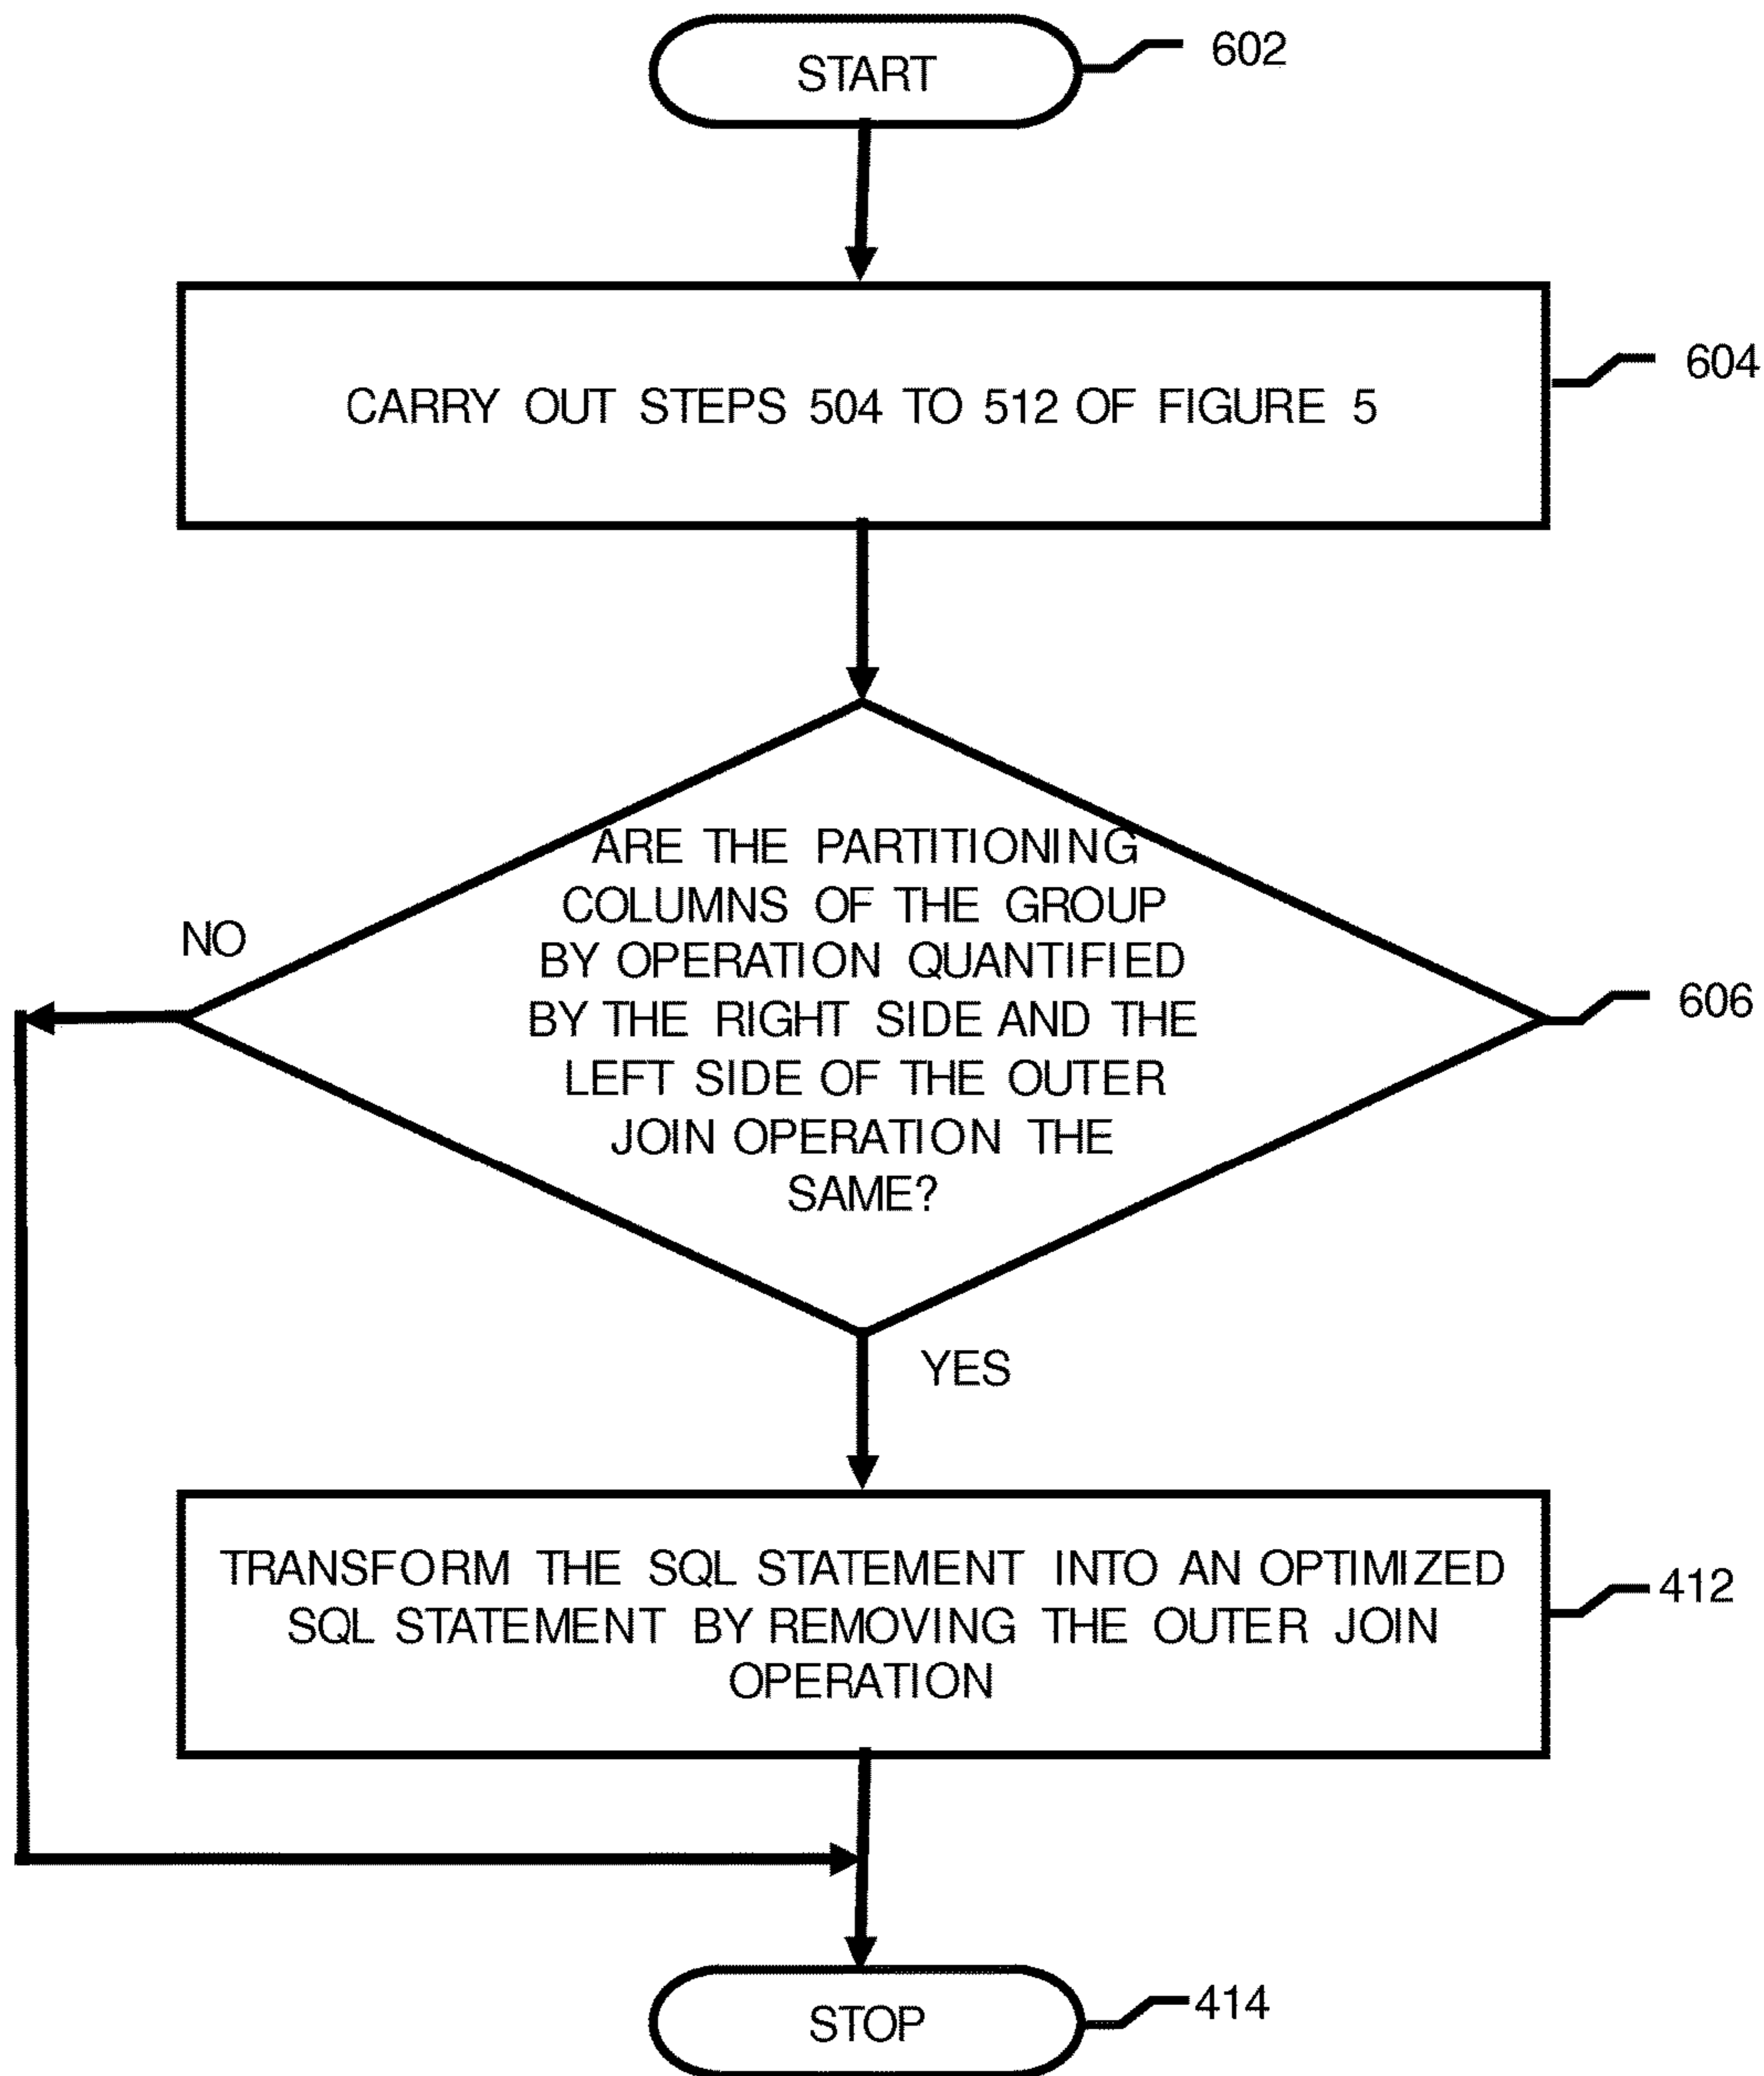 START
602
CARRY OUT STEPS 504 TO 512 OF FIGURE 5
604
ARE THE PARTITIONING
COLUMNS OF THE GROUP
BY OPERATION QUANTIFIED
BY THE RIGHT SIDE AND THE
LEFT SIDE OF THE OUTER
JOIN OPERATION THE
SAME?
NO
606
YES
TRANSFORM THE SQL STATEMENT INTO AN OPTIMIZED
SQL STATEMENT BY REMOVING THE OUTER JOIN
OPERATION
412
STOP
414